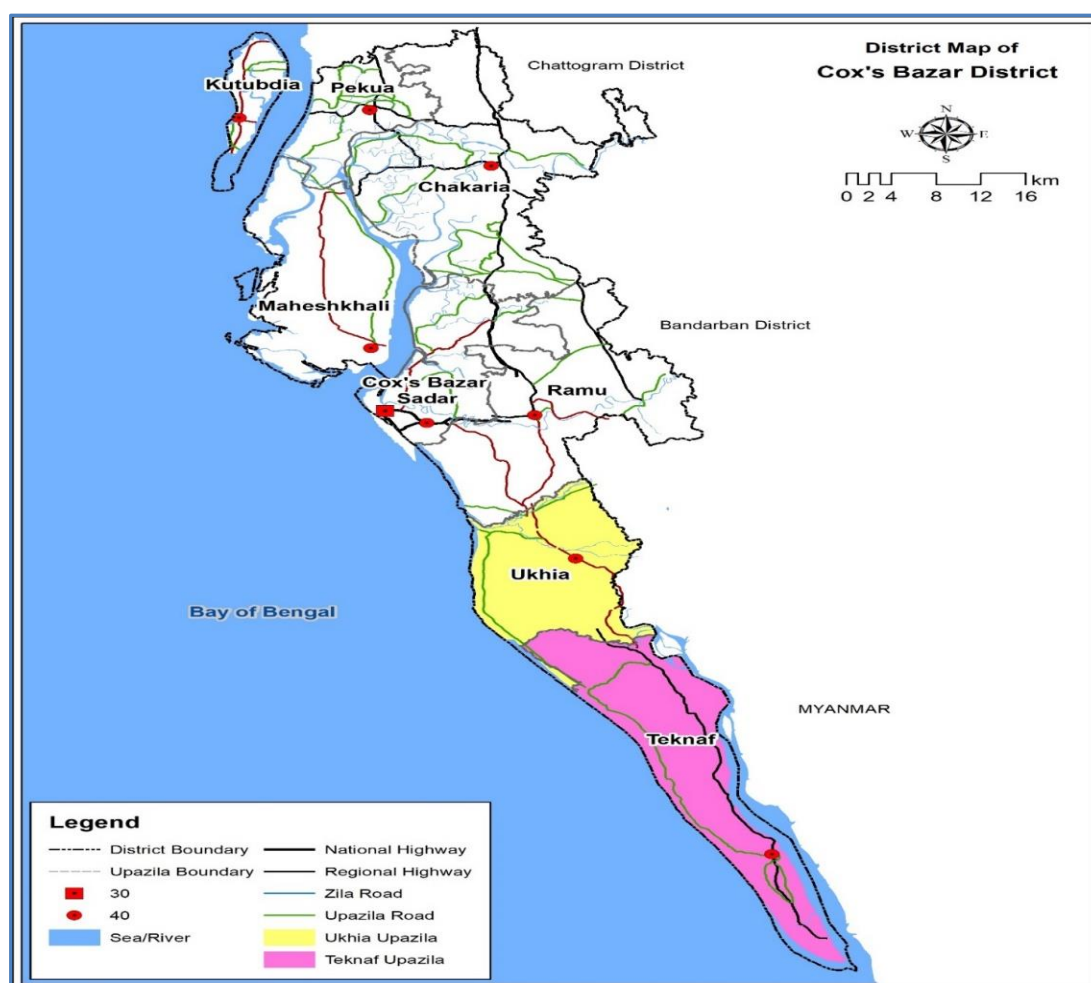 District Map of
Cox's Bazar District
N
W E
S
0 2 4 8 12 16 km
Chattogram District
Kutubdia
Pekua
Chakaria
Maheshkhali
Bandarban District
Cox's Bazar
Sadar
Ramu
Ukhia
Bay of Bengal
MYANMAR
Teknaf
Legend
District Boundary
Upazila Boundary
30
40
Sea/River
National Highway
Regional Highway
Zila Road
Upazila Road
Ukhia Upazila
Teknaf Upazila